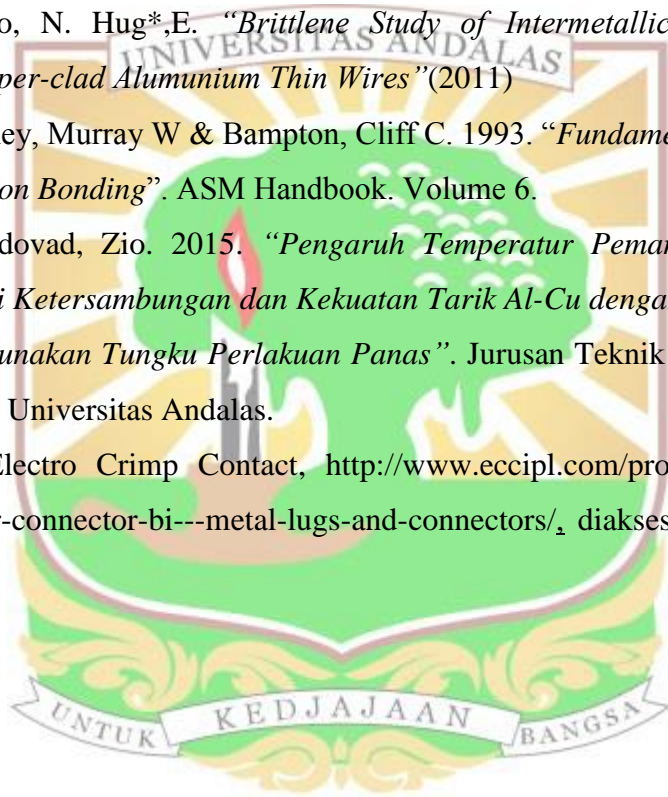 o, N. Hug*,E. “Brittlene Study of Intermetallic
UNIVERSITAS ANDALAS
per-clad Alumunium Thin Wires”(2011)
ey, Murray W & Bampton, Cliff C. 1993. “Fundame
on Bonding”. ASM Handbook. Volume 6.
dovad, Zio. 2015. “Pengaruh Temperatur Pemar
i Ketersambungan dan Kekuatan Tarik Al-Cu denga
unakan Tungku Perlakuan Panas”. Jurusan Teknik
Universitas Andalas.
Electro Crimp Contact, http://www.eccipl.com/pro
r-connector-bi---metal-lugs-and-connectors/, diakses
UNTUK KEDJAJAAN BANGSA